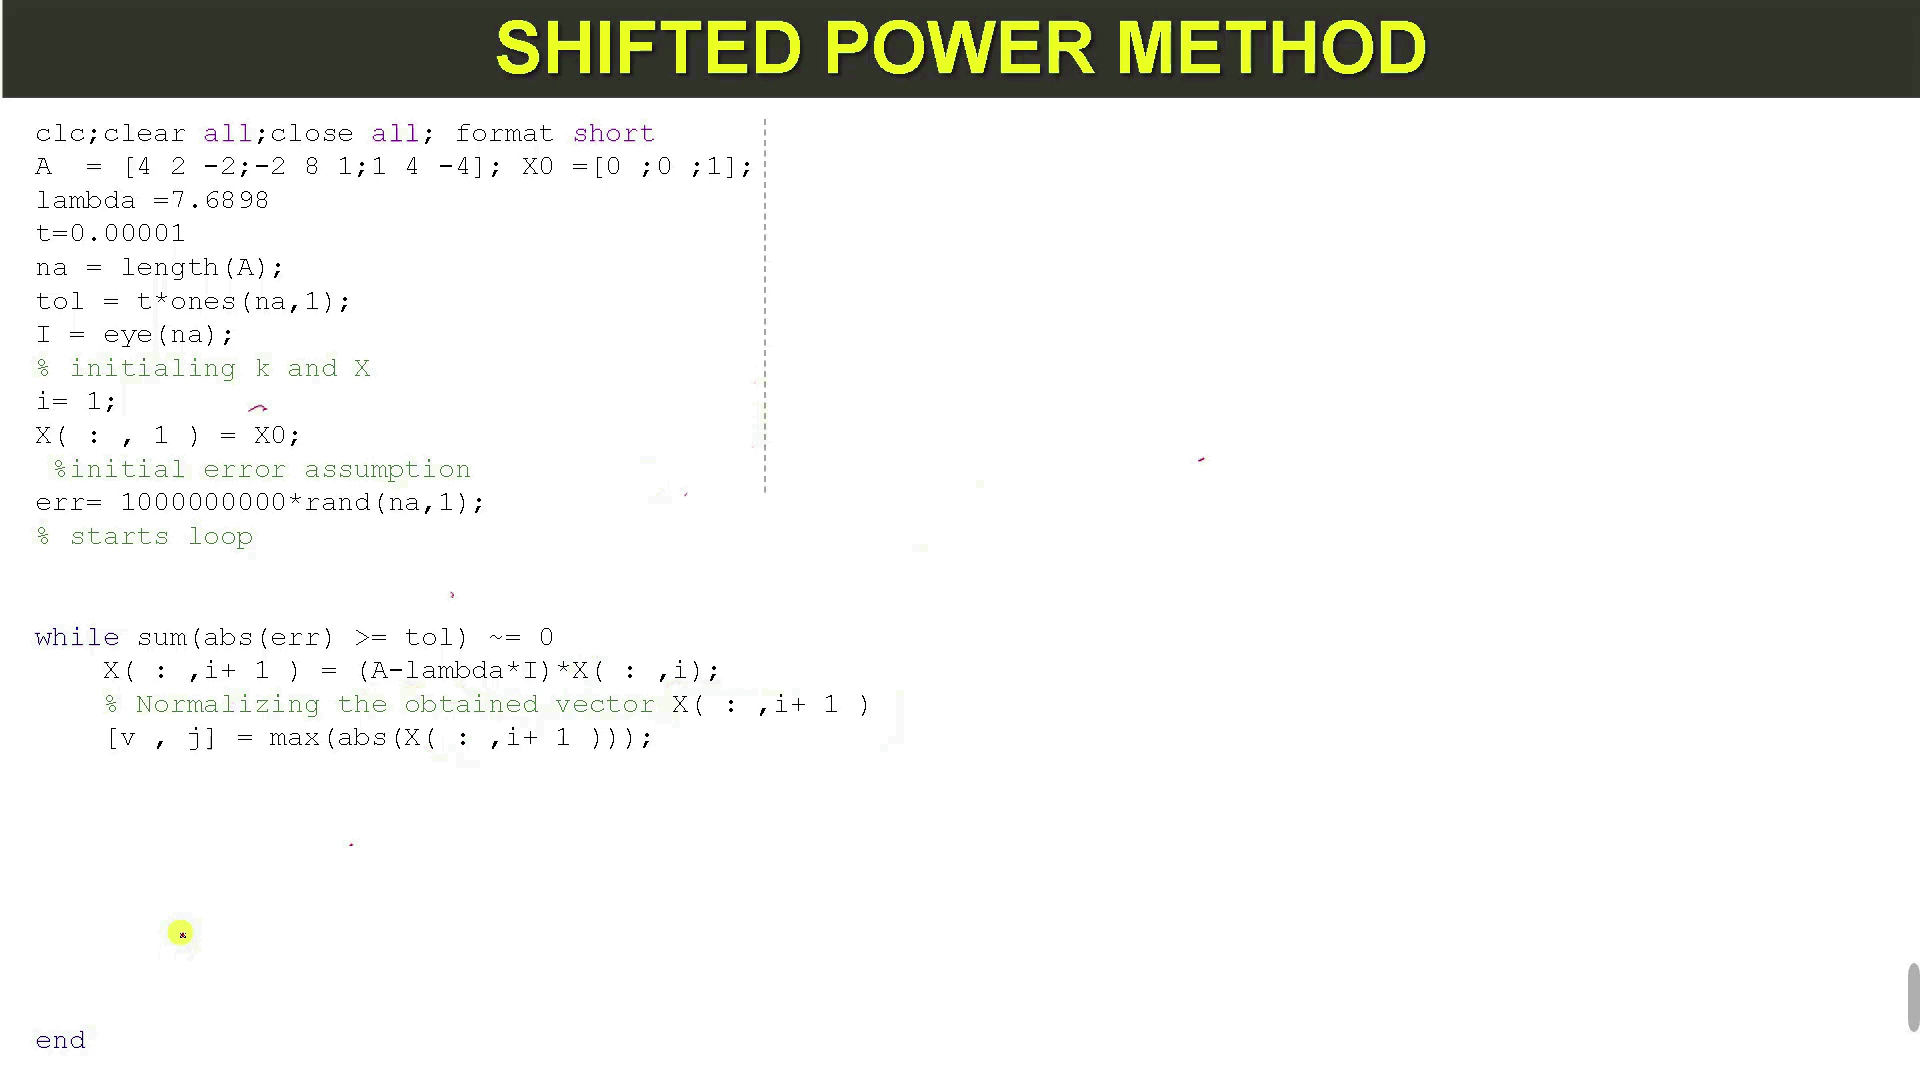 SHIFTED POWER METHOD
clc;clear all;close all; format short
A  = [4 2 -2;-2 8 1;1 4 -4]; X0 =[0 ;0 ;1];
lambda =7.6898
t=0.00001
na = length(A);
tol = t*ones(na,1);
I = eye(na);
% initialing k and X
i= 1;
X( : , 1 ) = X0;
%initial error assumption
err= 1000000000*rand(na,1);
% starts loop
while sum(abs(err) >= tol) ~= 0
X( : ,i+ 1 ) = (A-lambda*I)*X( : ,i);
% Normalizing the obtained vector X( : ,i+ 1 )
[v , j] = max(abs(X( : ,i+ 1 )));
end